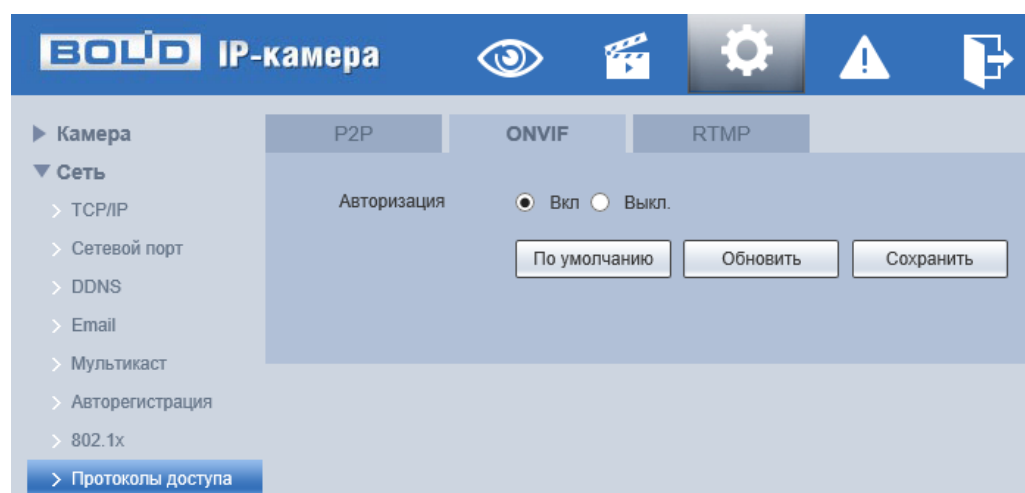 BOLID IP-камера
Камера
Сеть
TCP/IP
Сетевой порт
DDNS
Email
Мультикаст
Авторегистрация
802.1x
Протоколы доступа
P2P ONVIF RTMP
Авторизация Вкл Выкл.
По умолчанию Обновить Сохранить